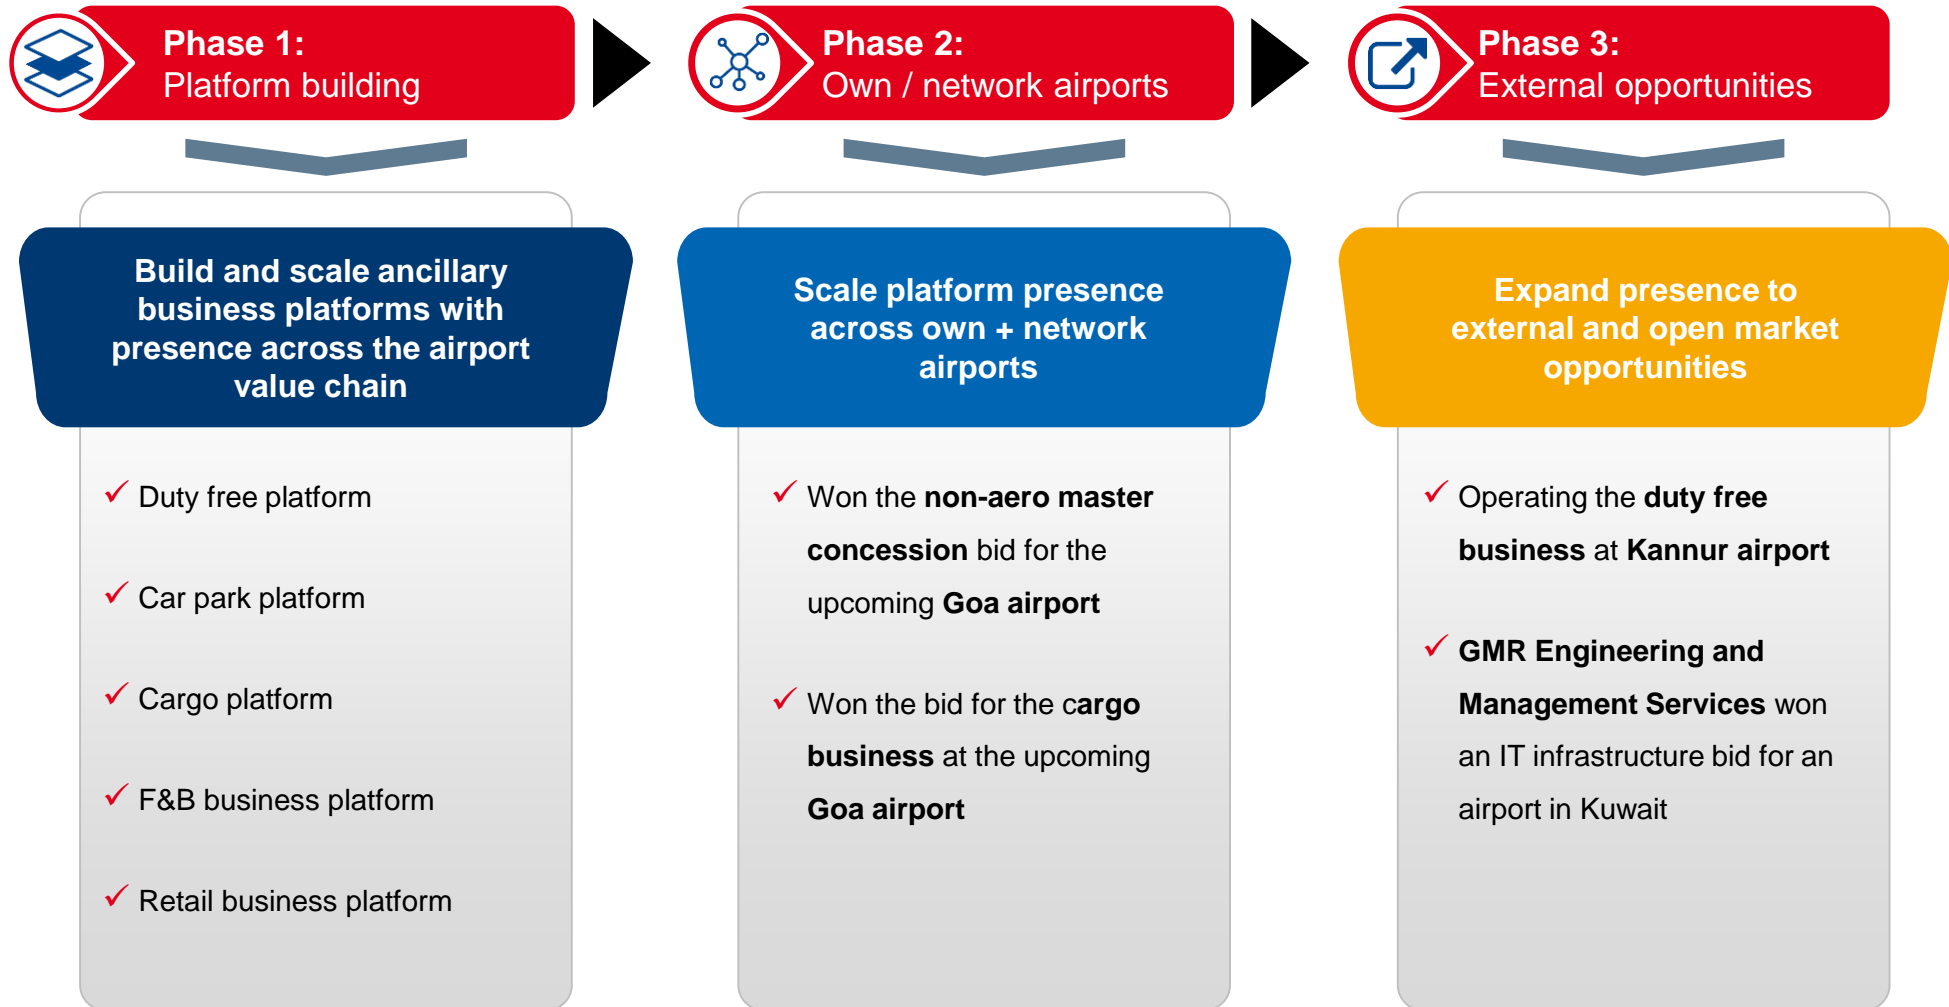 Phase 1:
Platform building
Phase 2:
Own / network airports
Phase 3:
External opportunities
Build and scale ancillary
business platforms with
presence across the airport
value chain
Duty free platform
Car park platform
Cargo platform
F&B business platform
Retail business platform
Scale platform presence
across own + network
airports
Won the non-aero master
concession bid for the
upcoming Goa airport
Won the bid for the cargo
business at the upcoming
Goa airport
Expand presence to
external and open market
opportunities
Operating the duty free
business at Kannur airport
GMR Engineering and
Management Services won
an IT infrastructure bid for an
airport in Kuwait